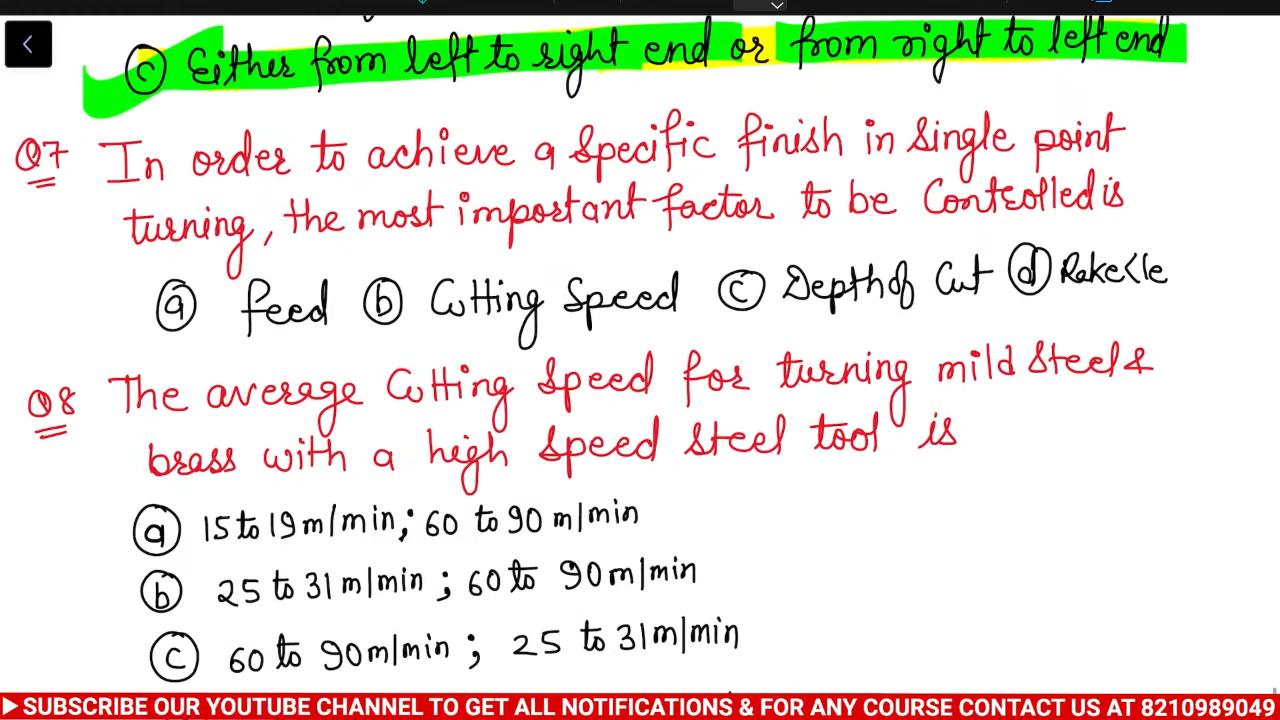 ⓒ Either from left to right end or from right to left end
Q7 In order to achieve a specific finish in single point
turning, the most important factor to be Controlled is
ⓐ feed ⓑ Cutting Speed ⓒ Depth of Cut ⓓ Rake<le
Q8 The average Cutting Speed for turning mild Steel &
brass with a high speed steel tool is
ⓐ 15 to 19 m/min; 60 to 90 m/min
ⓑ 25 to 31 m/min; 60 to 90 m/min
ⓒ 60 to 90 m/min; 25 to 31 m/min
▶ SUBSCRIBE OUR YOUTUBE CHANNEL TO GET ALL NOTIFICATIONS & FOR ANY COURSE CONTACT US AT 8210989049